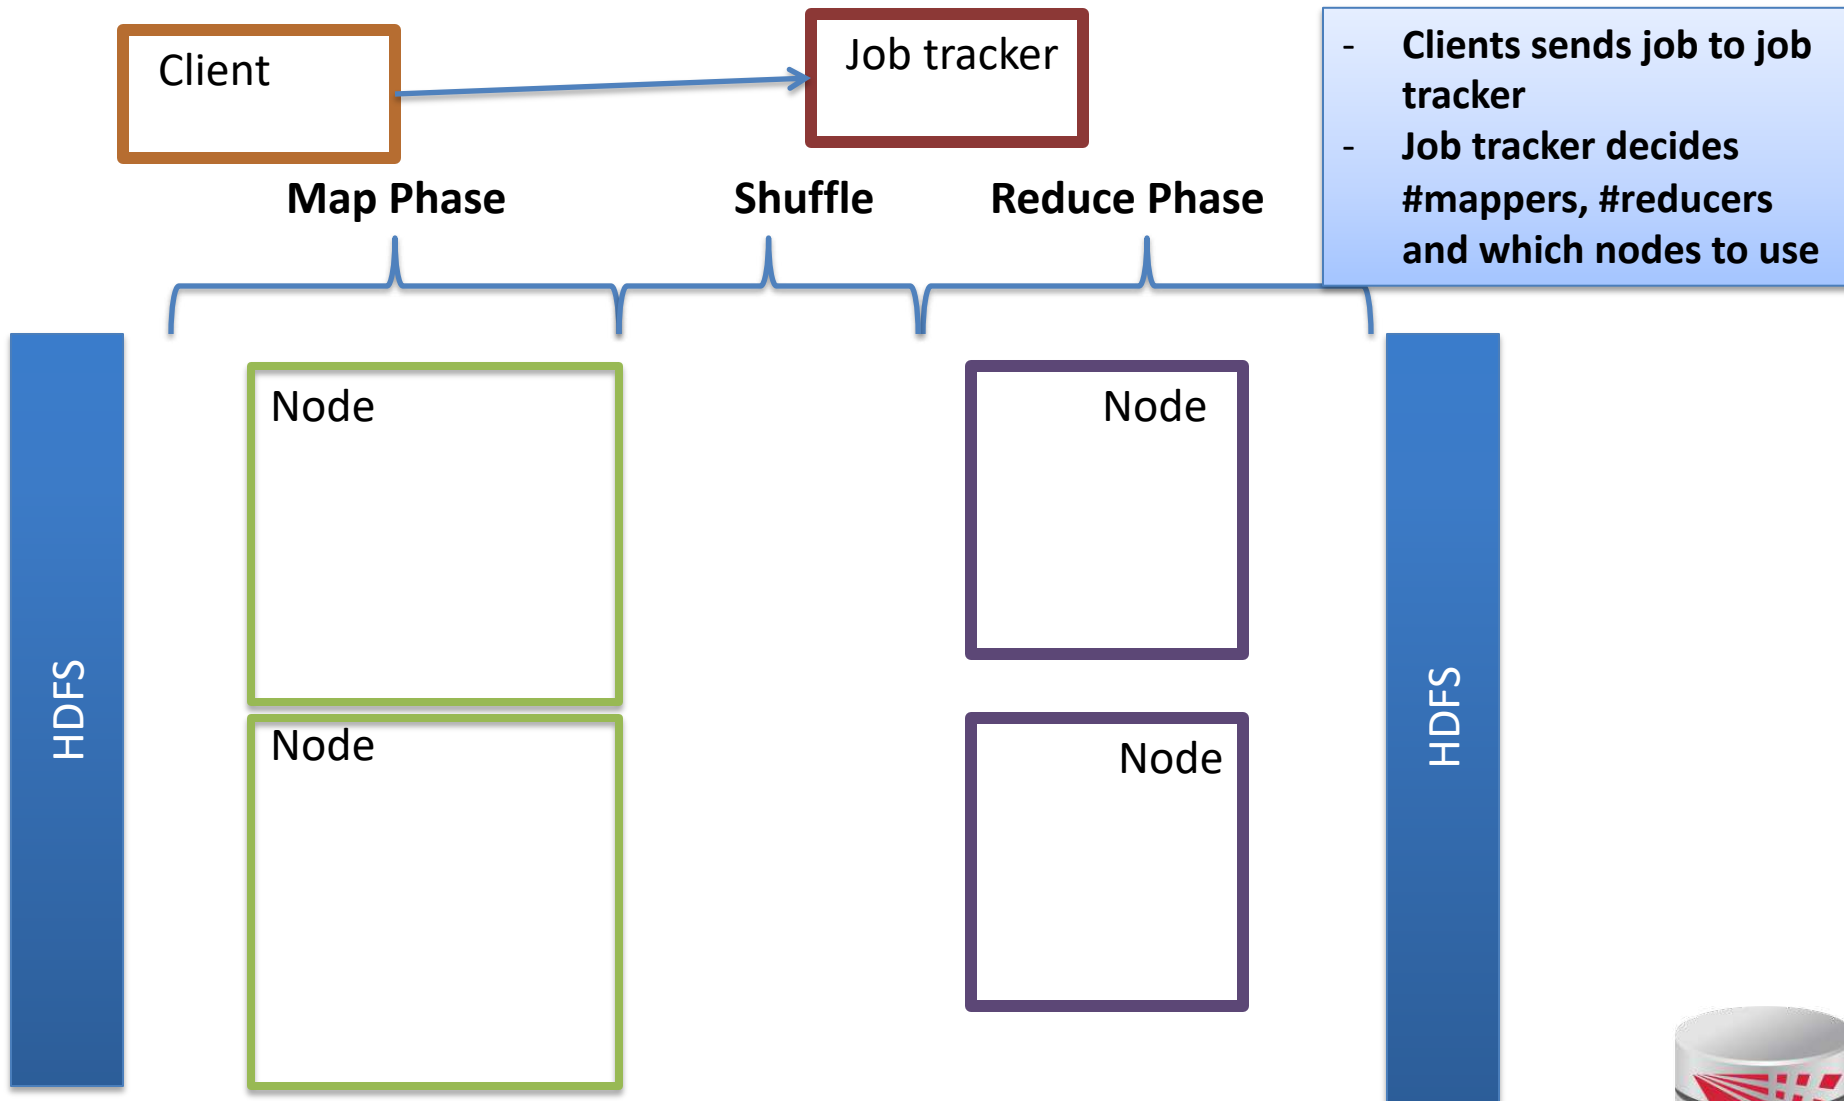 Client
Job tracker
- Clients sends job to job
tracker
- Job tracker decides
#mappers, #reducers
and which nodes to use
Map Phase
Shuffle
Reduce Phase
HDFS
Node
Node
Node
Node
HDFS